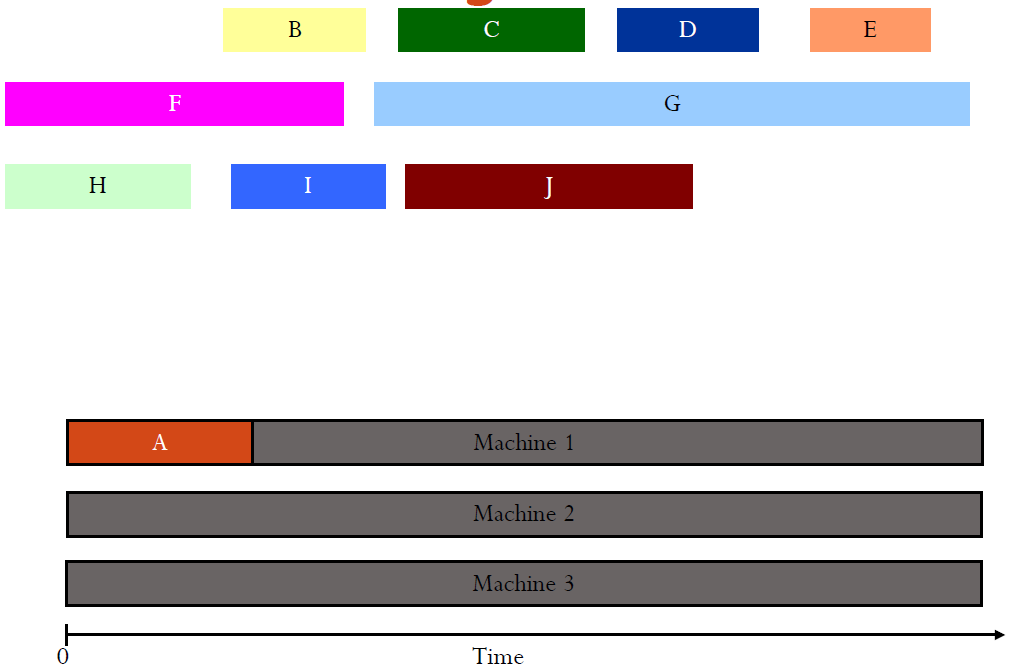 B C D E
F G
H I J
A Machine 1
Machine 2
Machine 3
0 Time